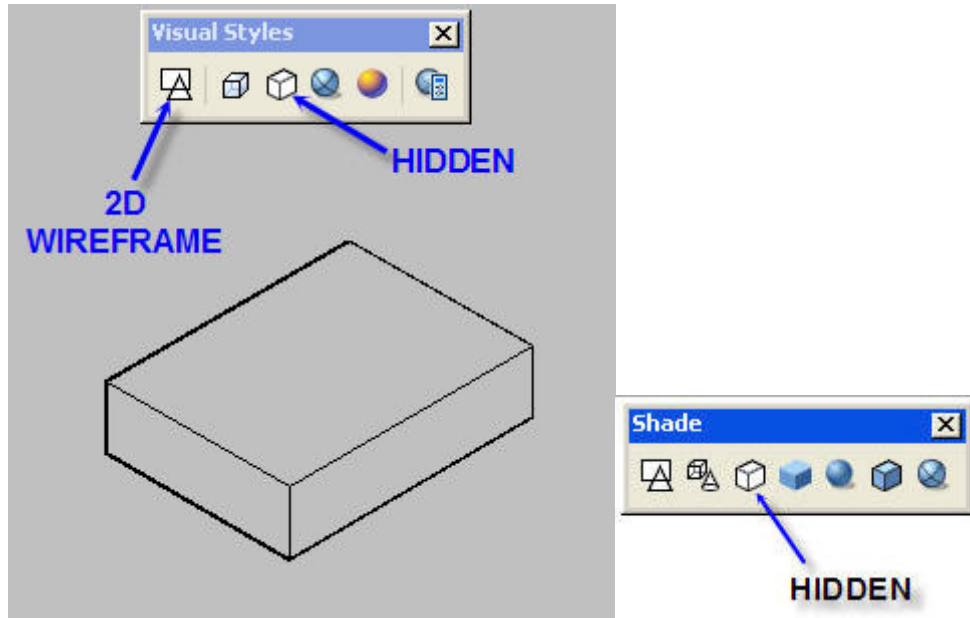 Visual Styles
HIDDEN
2D
WIREFRAME
Shade
HIDDEN